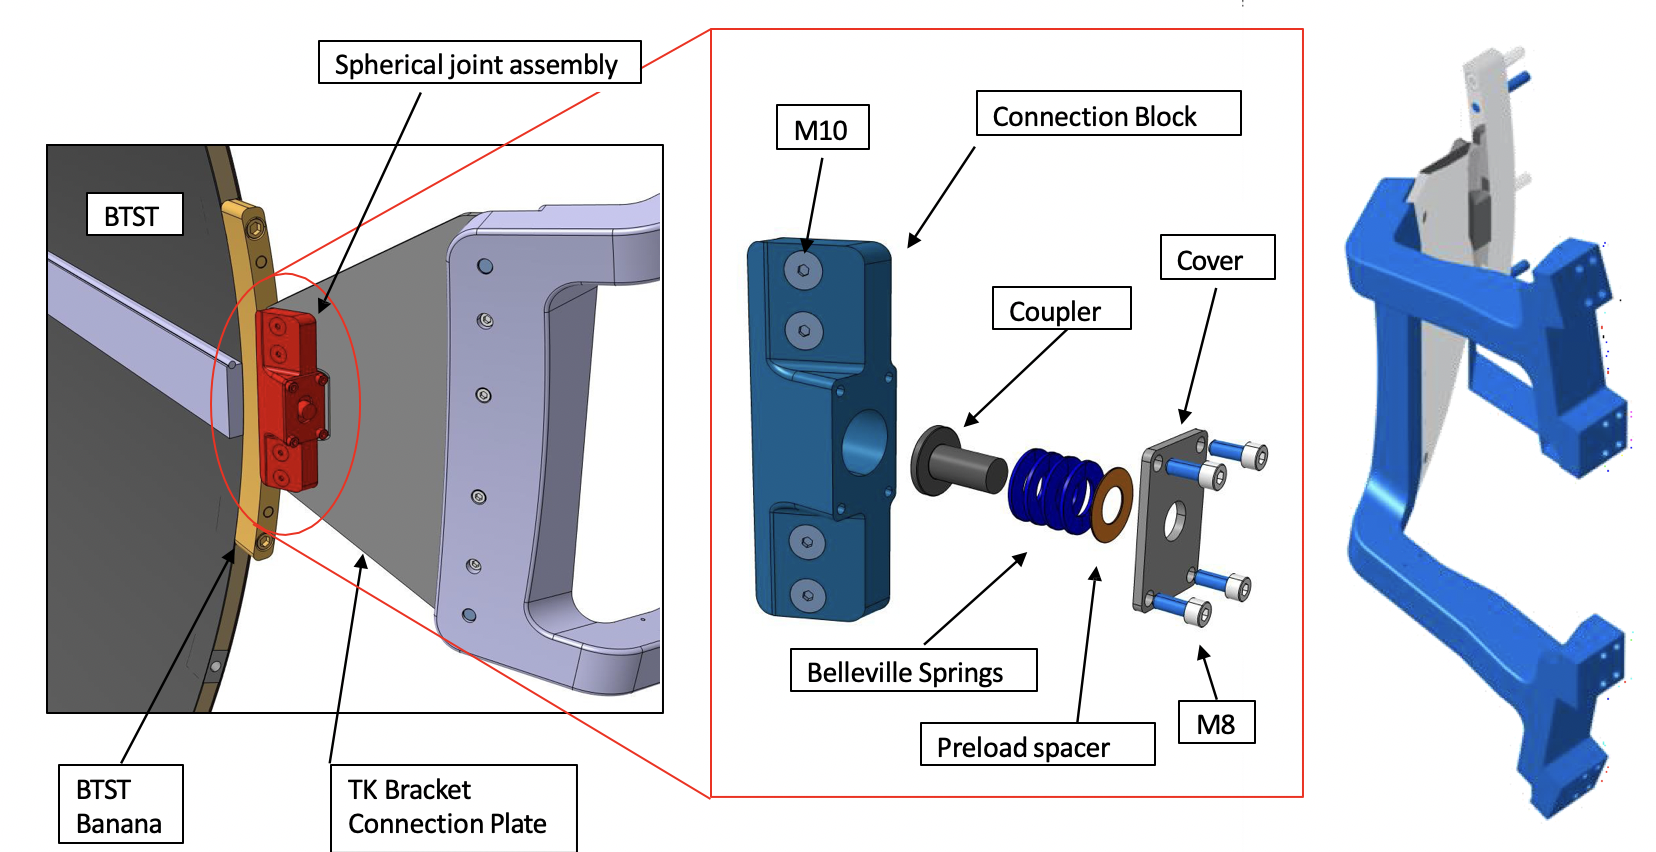 Spherical joint assembly
M10
Connection Block
BTST
Cover
Coupler
Belleville Springs
Preload spacer
M8
BTST
Banana
TK Bracket
Connection Plate